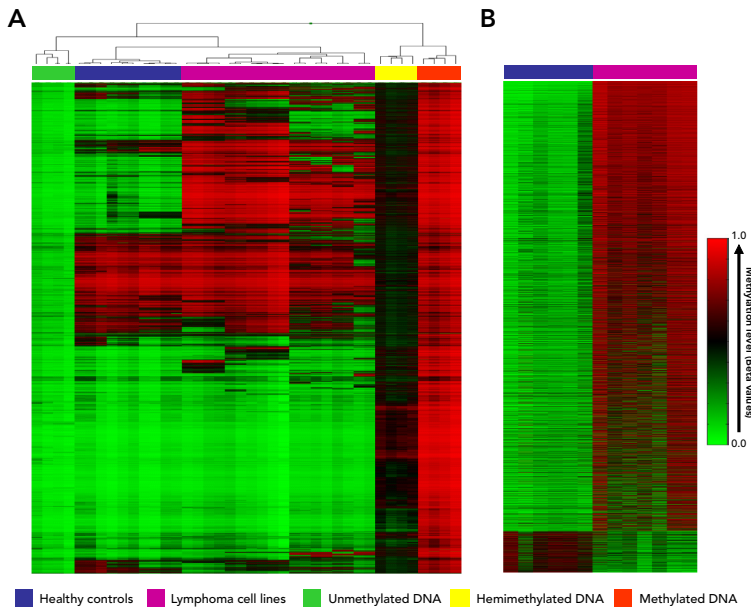 A
B
1.0
Methylation level (beta values)
0.0
Healthy controls
Lymphoma cell lines
Unmethylated DNA
Hemimethylated DNA
Methylated DNA